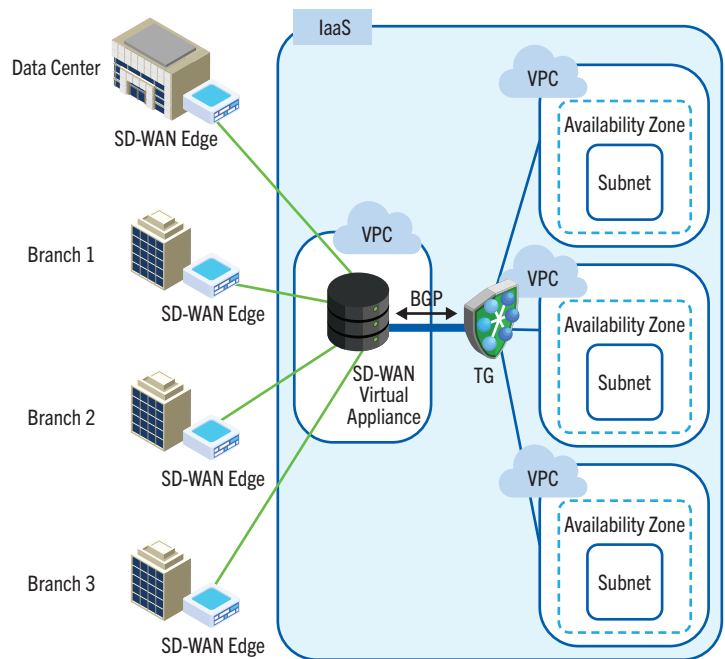 IaaS
Data Center
SD-WAN Edge
Branch 1
SD-WAN Edge
Branch 2
SD-WAN Edge
Branch 3
SD-WAN Edge
VPC
SD-WAN
Virtual
Appliance
BGP
TG
VPC
Availability Zone
Subnet
VPC
Availability Zone
Subnet
VPC
Availability Zone
Subnet